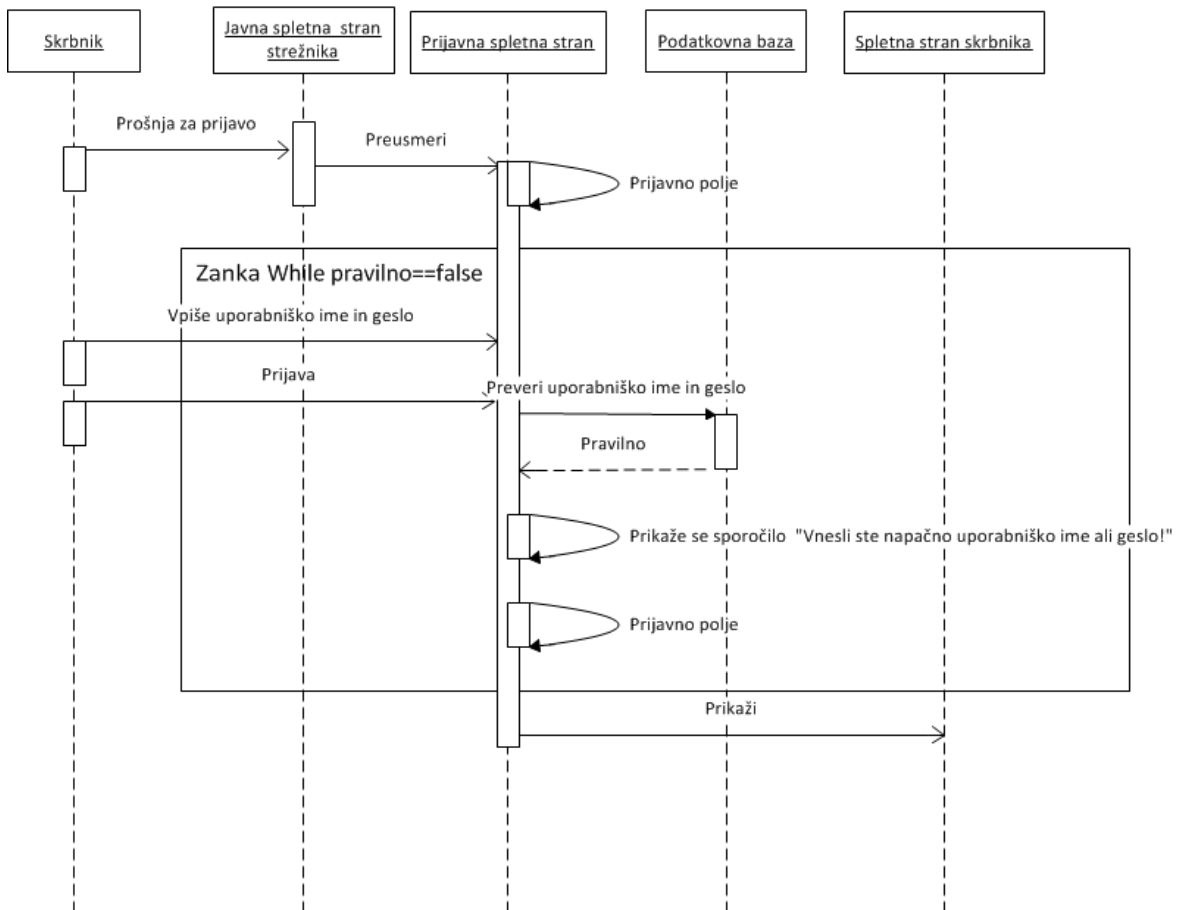 Skrbnik
Javna spletna stran
strežnika
Prijavna spletna stran
Podatkovna baza
Spletna stran skrbnika
Prošnja za prijavo
Preusmeri
Prijavno polje
Zanka While pravilno==false
Vpiše uporabniško ime in geslo
Prijava
Preveri uporabniško ime in geslo
Pravilno
Prikaže se sporočilo "Vnesli ste napačno uporabniško ime ali geslo!"
Prijavno polje
Prikaži